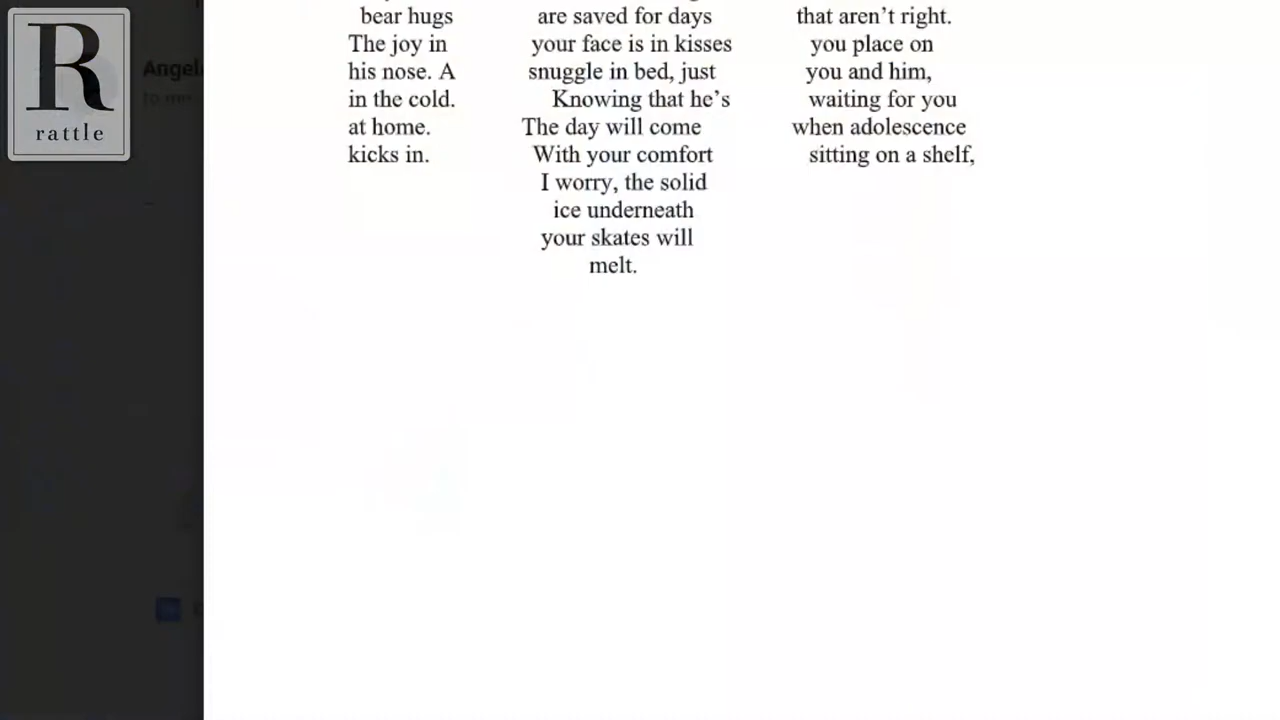 R
rattle
Angel
to me
bear hugs are saved for days that aren’t right.
The joy in your face is in kisses you place on
his nose. A snuggle in bed, just you and him,
in the cold. Knowing that he’s waiting for you
at home. The day will come when adolescence
kicks in. With your comfort sitting on a shelf,
I worry, the solid
ice underneath
your skates will
melt.